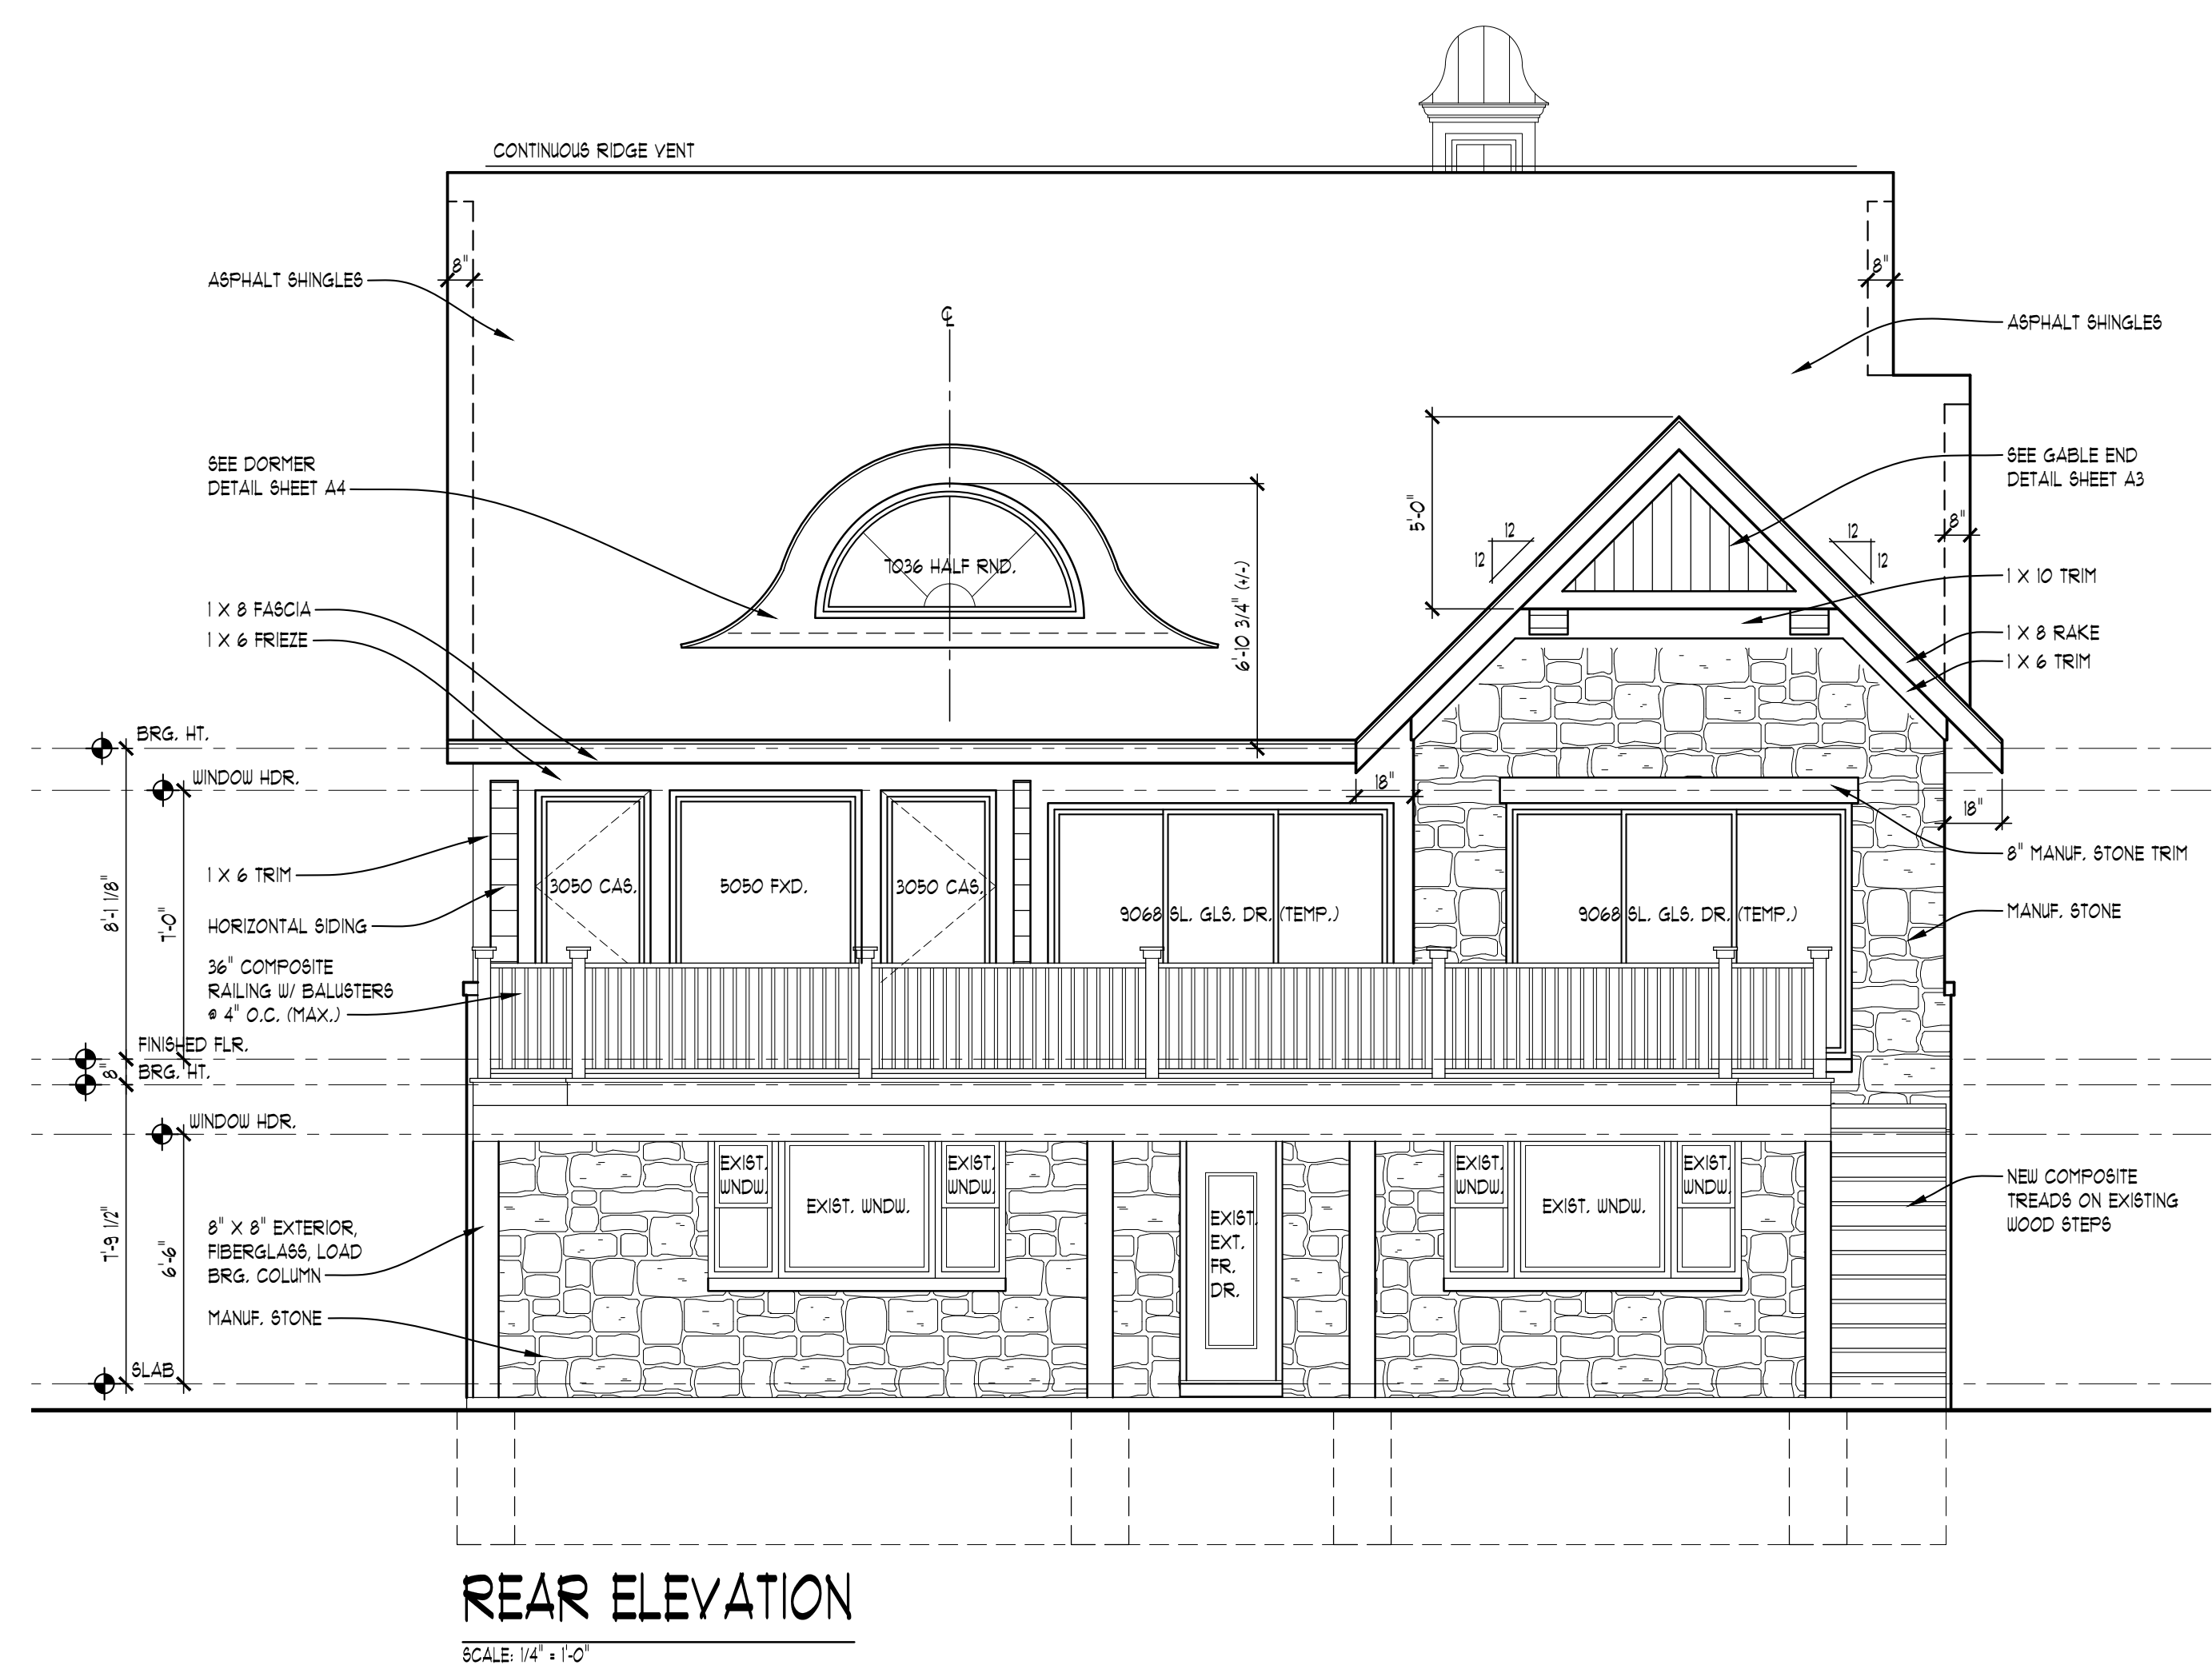 CONTINUOUS RIDGE VENT
8"
8"
ASPHALT SHINGLES
ASPHALT SHINGLES
℄
SEE DORMER
DETAIL SHEET A4
SEE GABLE END
DETAIL SHEET A3
5'-0"
12
12
12
12
8"
7036 HALF RND.
6'-10 3/4" (+/-)
1 X 10 TRIM
1 X 8 FASCIA
1 X 6 FRIEZE
1 X 8 RAKE
1 X 6 TRIM
BRG. HT.
WINDOW HDR.
18"
18"
8" MANUF. STONE TRIM
1 X 6 TRIM
3050 CAS.
5050 FXD.
3050 CAS.
9068 SL. GLS. DR. (TEMP.)
9068 SL. GLS. DR. (TEMP.)
MANUF. STONE
8'-1 1/8"
7'-0"
HORIZONTAL SIDING
36" COMPOSITE
RAILING W/ BALUSTERS
@ 4" O.C. (MAX.)
FINISHED FLR.
8"
BRG. HT.
WINDOW HDR.
EXIST.
WNDW.
EXIST. WNDW.
EXIST.
WNDW.
EXIST.
EXT.
FR.
DR.
EXIST.
WNDW.
EXIST. WNDW.
EXIST.
WNDW.
NEW COMPOSITE
TREADS ON EXISTING
WOOD STEPS
7'-9 1/2"
6'-6"
8" X 8" EXTERIOR,
FIBERGLASS, LOAD
BRG. COLUMN
MANUF. STONE
SLAB
REAR ELEVATION
SCALE: 1/4" = 1'-0"